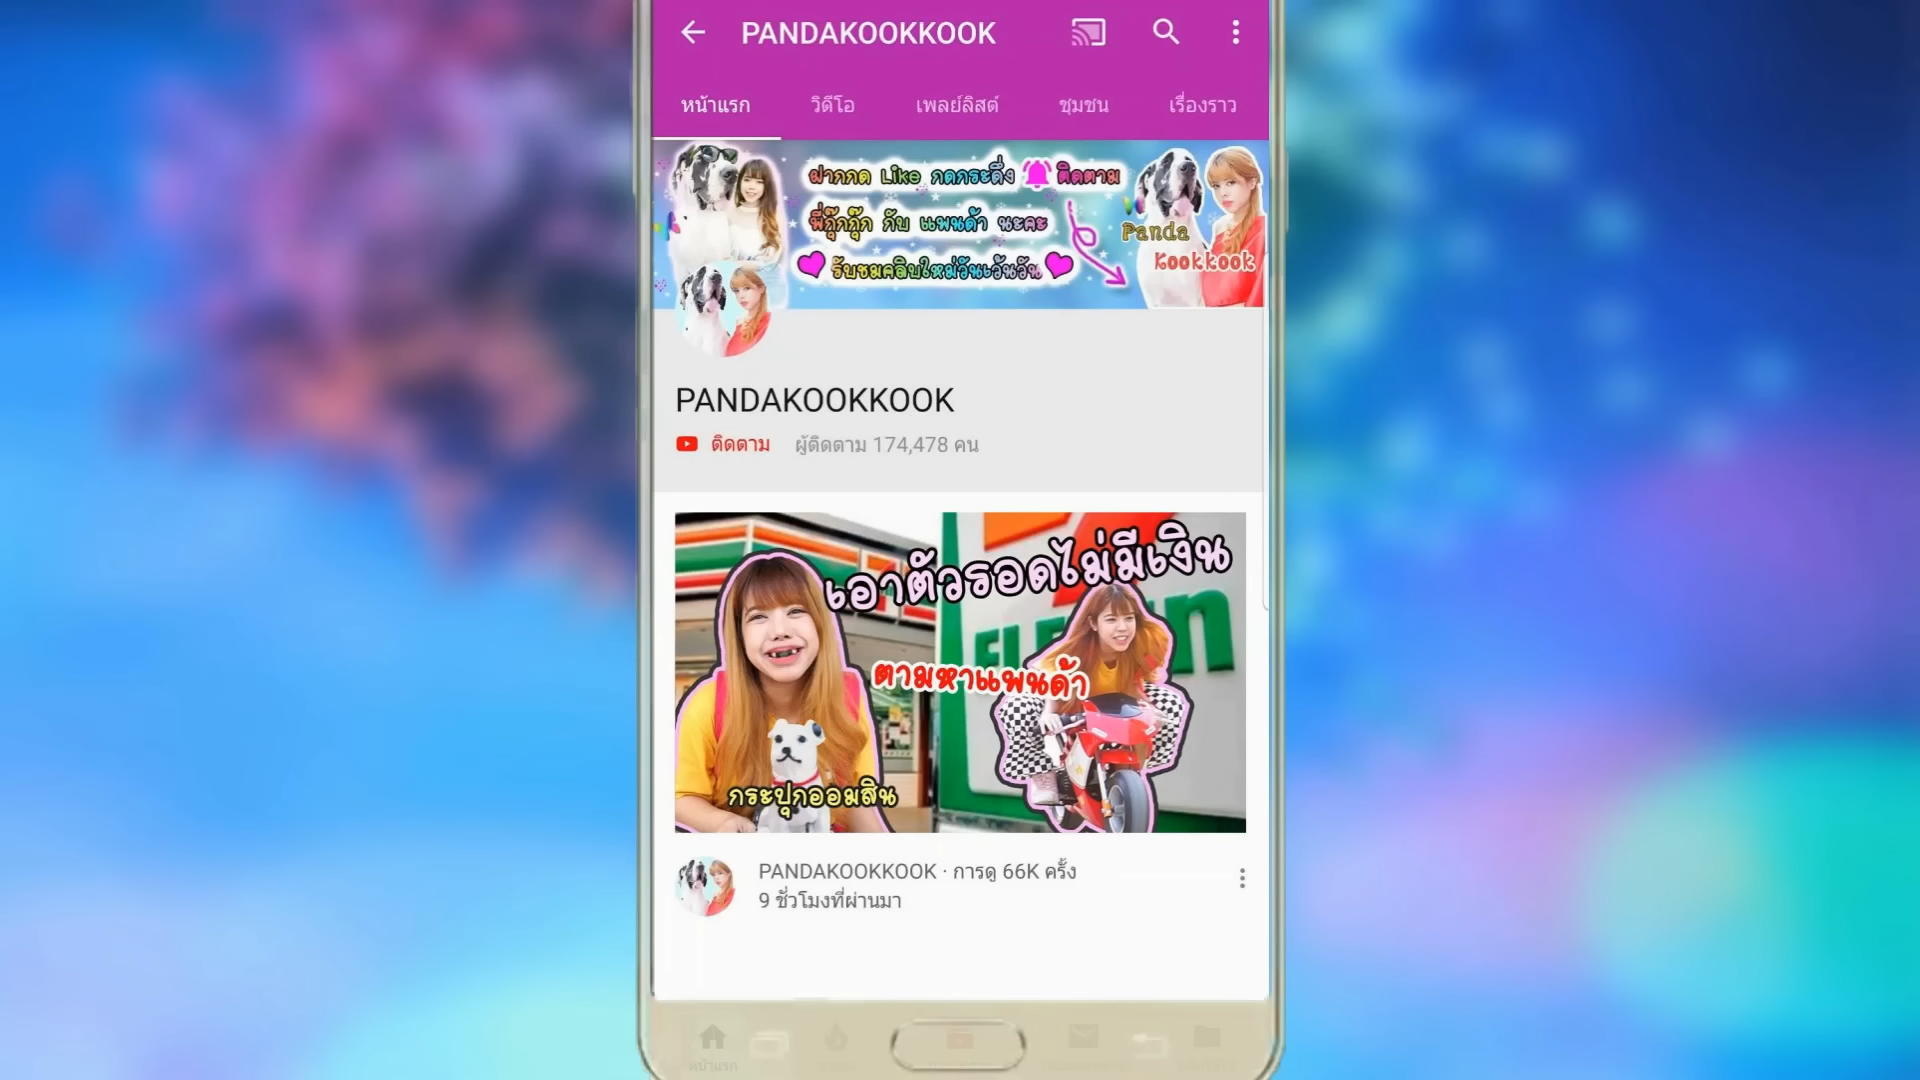 PANDAKOOKKOOK
หน้าแรก วิดีโอ เพลย์ลิสต์ ชุมชน เรื่องราว
ฝากกด Like กดกระดิ่ง ติดตาม
พี่กุ๊กกุ๊ก กับ แพนด้า นะคะ
รับชมคลิปใหม่วันเว้นวัน
Panda
Kookkook
PANDAKOOKKOOK
ติดตาม ผู้ติดตาม 174,478 คน
เอาตัวรอดไม่มีเงิน
ตามหาแพนด้า
กระปุกออมสิน
PANDAKOOKKOOK · การดู 66K ครั้ง
9 ชั่วโมงที่ผ่านมา
หน้าแรก